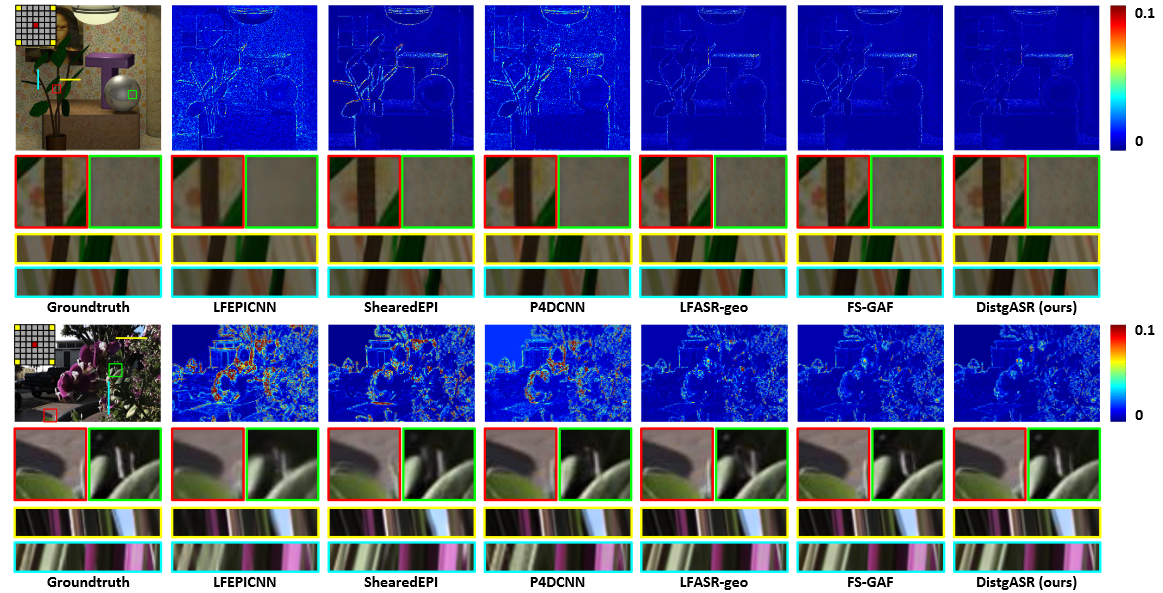 0.1
0
Groundtruth LFEPICNN ShearedEPI P4DCNN LFASR-geo FS-GAF DistgASR (ours)
0.1
0
Groundtruth LFEPICNN ShearedEPI P4DCNN LFASR-geo FS-GAF DistgASR (ours)